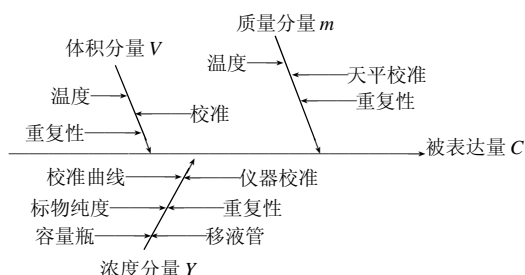 质量分量 m
体积分量 V
温度
天平校准
温度
重复性
校准
重复性
被表达量 C
校准曲线
仪器校准
标物纯度
重复性
容量瓶
移液管
浓度分量 Y